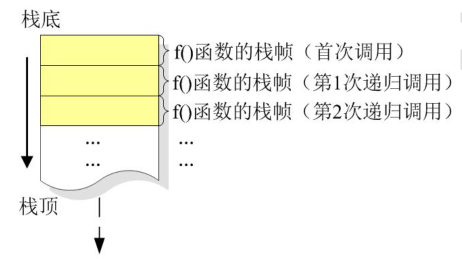 栈底
f()函数的栈帧（首次调用）
f()函数的栈帧（第1次递归调用）
f()函数的栈帧（第2次递归调用）
... ...
... ...
栈顶